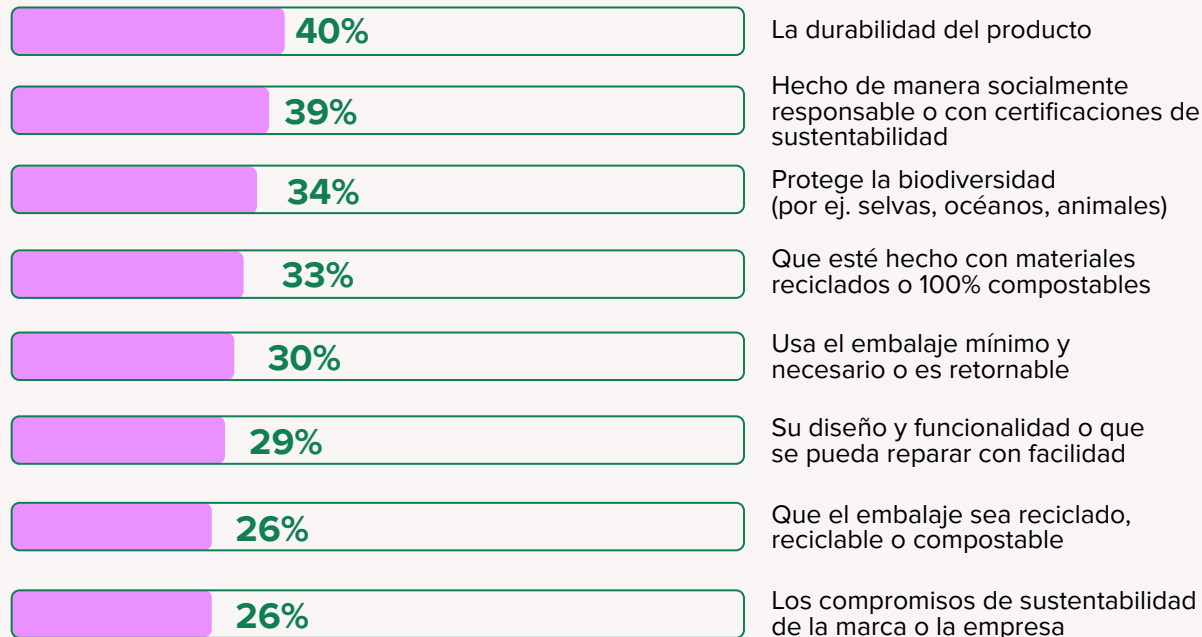 40%
La durabilidad del producto
39%
Hecho de manera socialmente
responsable o con certificaciones de
sustentabilidad
34%
Protege la biodiversidad
(por ej. selvas, océanos, animales)
33%
Que esté hecho con materiales
reciclados o 100% compostables
30%
Usa el embalaje mínimo y
necesario o es retornable
29%
Su diseño y funcionalidad o que
se pueda reparar con facilidad
26%
Que el embalaje sea reciclado,
reciclable o compostable
26%
Los compromisos de sustentabilidad
de la marca o la empresa